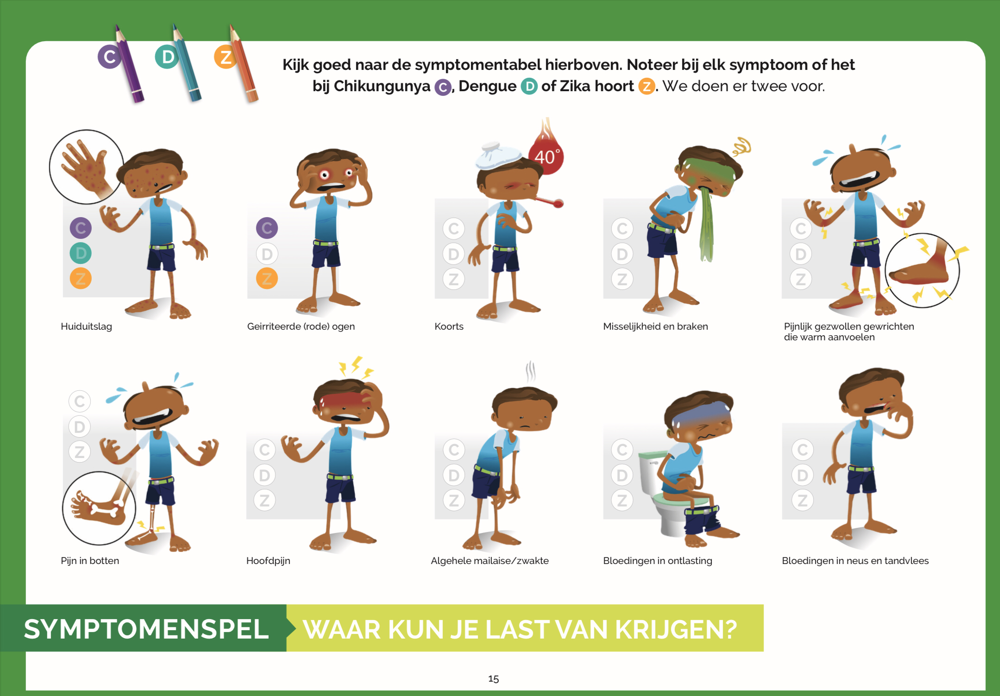 C D Z
Kijk goed naar de symptomentabel hierboven. Noteer bij elk symptoom of het
bij Chikungunya C, Dengue D of Zika hoort Z. We doen er twee voor.
40°
C
D
Z
C
D
Z
C
D
Z
C
D
Z
C
D
Z
Huiduitslag
Geirriteerde (rode) ogen
Koorts
Misselijkheid en braken
Pijnlijk gezwollen gewrichten
die warm aanvoelen
C
D
Z
C
D
Z
C
D
Z
C
D
Z
C
D
Z
Pijn in botten
Hoofdpijn
Algehele mailaise/zwakte
Bloedingen in ontlasting
Bloedingen in neus en tandvlees
SYMPTOMENSPEL
WAAR KUN JE LAST VAN KRIJGEN?
15